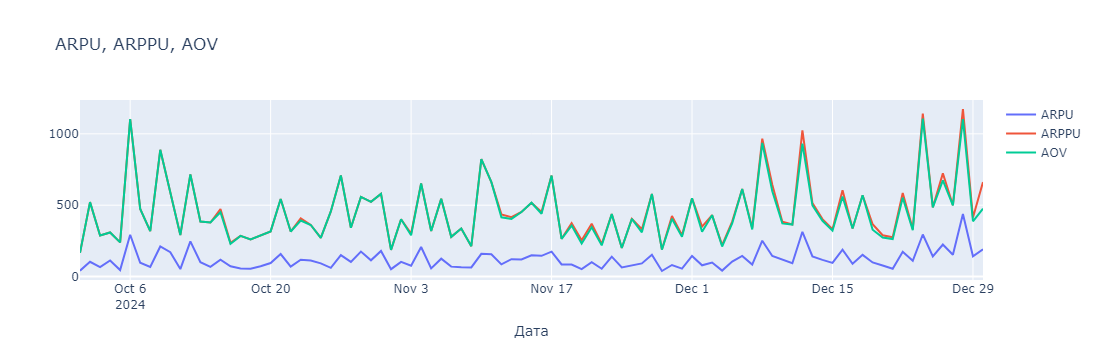 ARPU, ARPPU, AOV
1000
500
0
Oct 6
2024
Oct 20
Nov 3
Nov 17
Dec 1
Dec 15
Dec 29
Дата
ARPU
ARPPU
AOV